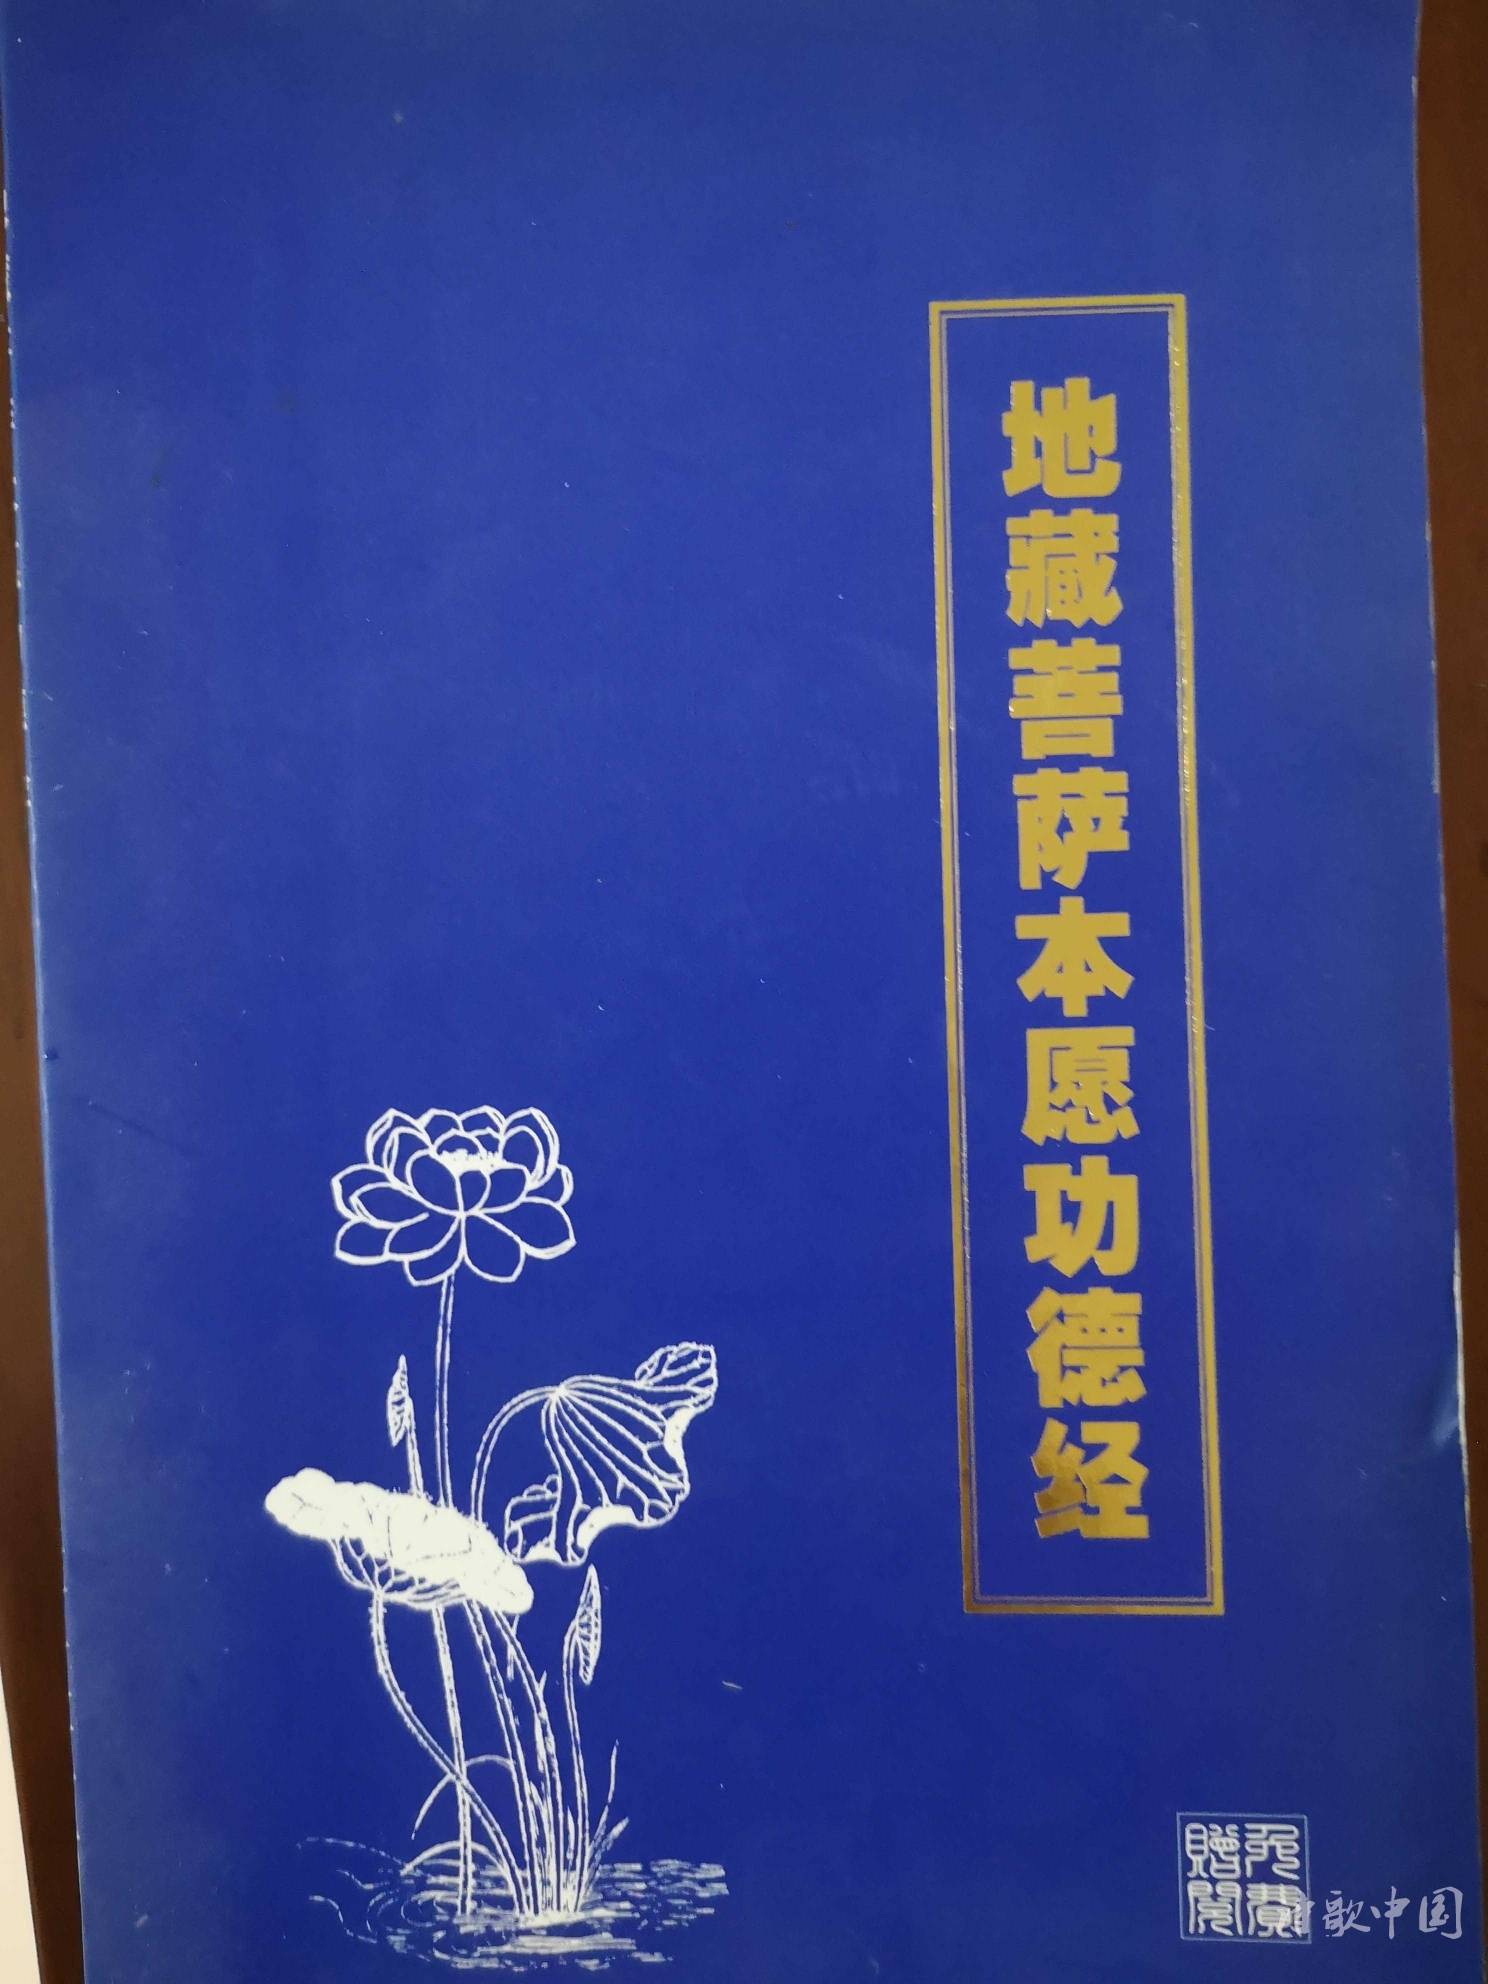 地藏菩萨本愿功德经
免費
贈閱
歌中国